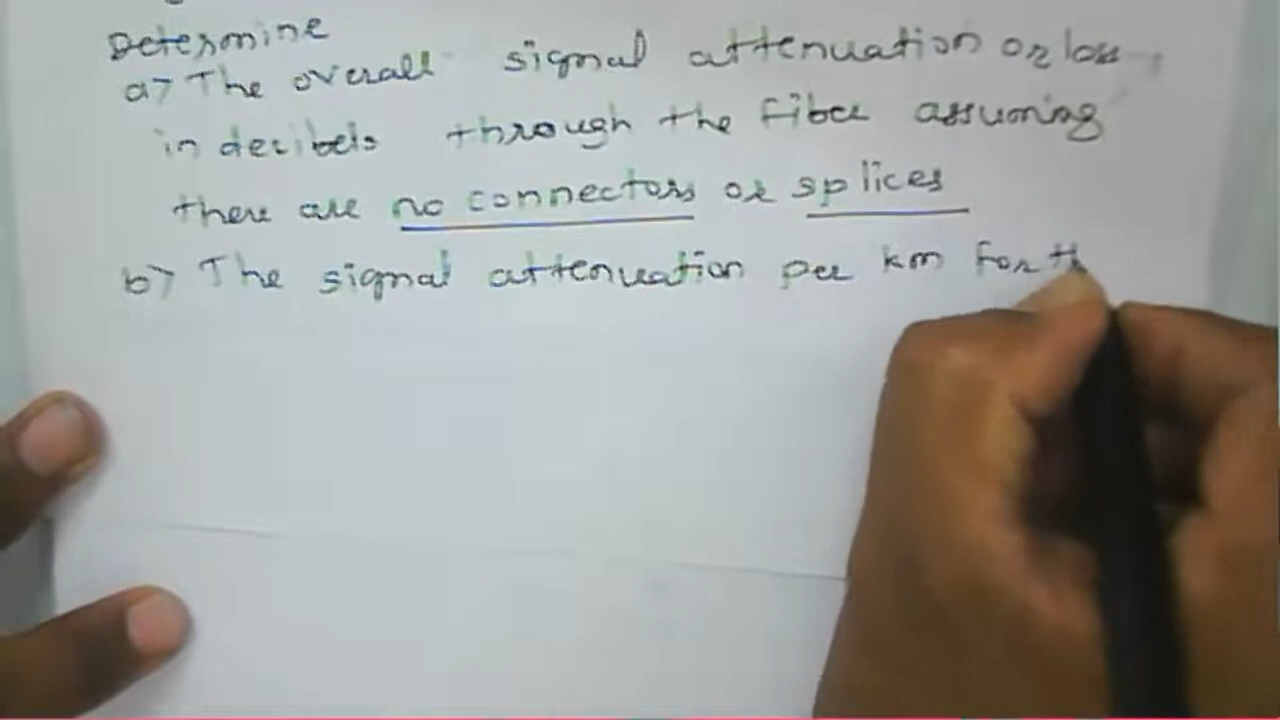 Determine
a) The overall signal attenuation or loss
in decibels through the fiber assuming
there are no connectors or splices
b) The signal attenuation per km for th